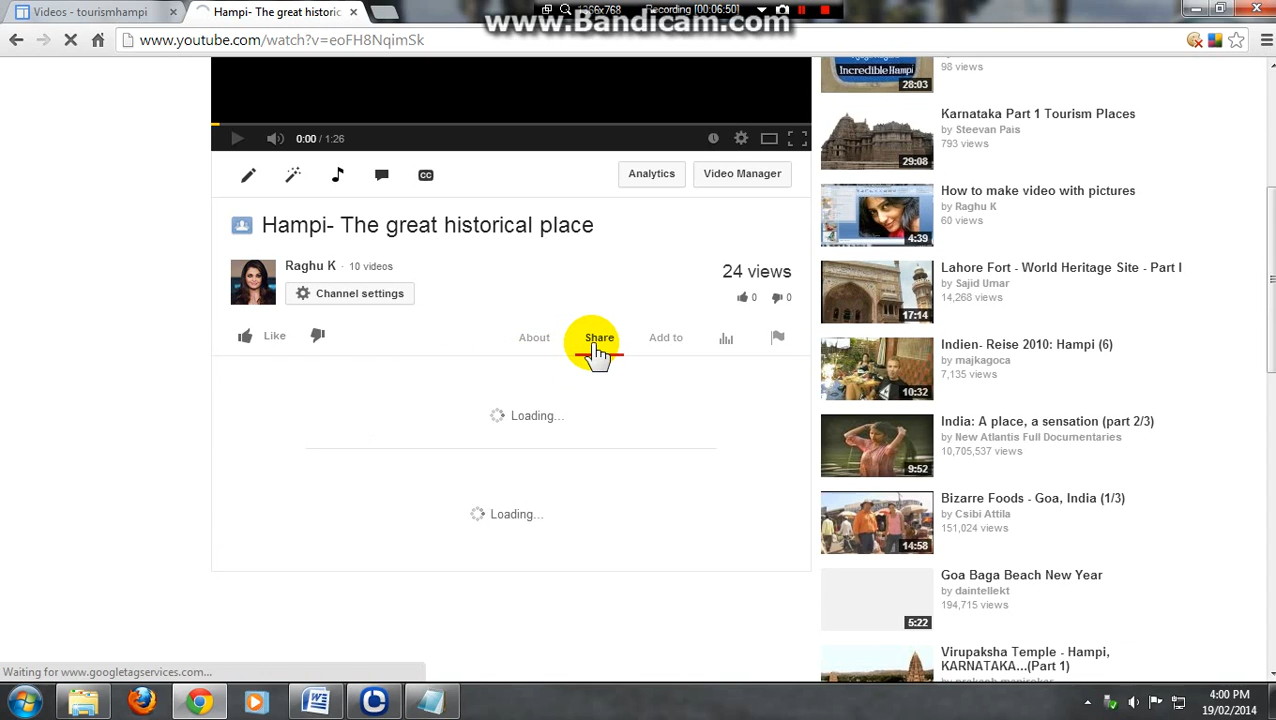 1366x768
Recording [00:06:50]
www.Bandicam.com
Hampi- The great historic
www.youtube.com/watch?v=eoFH8NqimSk
0:00 / 1:26
CC
Analytics
Video Manager
Hampi- The great historical place
Raghu K · 10 videos
Channel settings
24 views
0 0
Like
About Share Add to
Loading...
Loading...
Incredible Hampi
28:03
98 views
29:08
Karnataka Part 1 Tourism Places
by Steevan Pais
793 views
4:39
How to make video with pictures
by Raghu K
60 views
17:14
Lahore Fort - World Heritage Site - Part I
by Sajid Umar
14,268 views
10:32
Indien- Reise 2010: Hampi (6)
by majkagoca
7,135 views
9:52
India: A place, a sensation (part 2/3)
by New Atlantis Full Documentaries
10,705,537 views
14:58
Bizarre Foods - Goa, India (1/3)
by Csibi Attila
151,024 views
5:22
Goa Baga Beach New Year
by daintellekt
194,715 views
Virupaksha Temple - Hampi,
KARNATAKA...(Part 1)
Waiting for www.googletagservices.com...
4:00 PM
19/02/2014